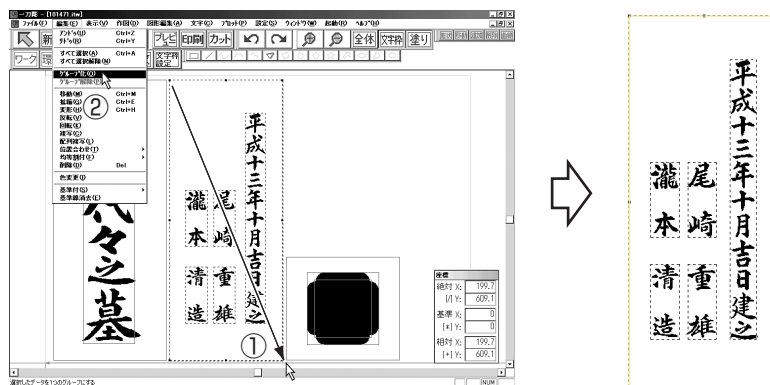 一刀彫 - [101471.itw]
ファイル(F) 編集(E) 表示(V) 作図(D) 図形編集(A) 文字(C) プロット(P) 設定(S) ウィンドウ(W) 起動(R) ヘルプ(H)
新
プレビ 印刷 カット 全体 文字枠 塗り
ワーク 環
文字枠 設定
アンドゥ(U) Ctrl+Z
リドゥ(O) Ctrl+Y
すべて選択(A) Ctrl+A
すべて選択解除(N)
グループ化(O)
グループ解除(P)
移動(M) Ctrl+M
拡縮(S) Ctrl+E
変形(H) Ctrl+H
反転(V)
回転(E)
複写(C)
配列複写(L)
位置合わせ(T)
均等割付(F)
削除(D) Del
色変更(I)
基準付(G)
基準線消去(E)
②
代々之墓
平成十三年十月吉日建之
尾崎重雄
瀧本清造
①
座標
絶対 X: 199.7
[/] Y: 609.1
基準 X: 0
[*] Y: 0
相対 X: 199.7
[+] Y: 609.1
選択したデータを1つのグループにする
NUM
平成十三年十月吉日建之
尾崎重雄
瀧本清造